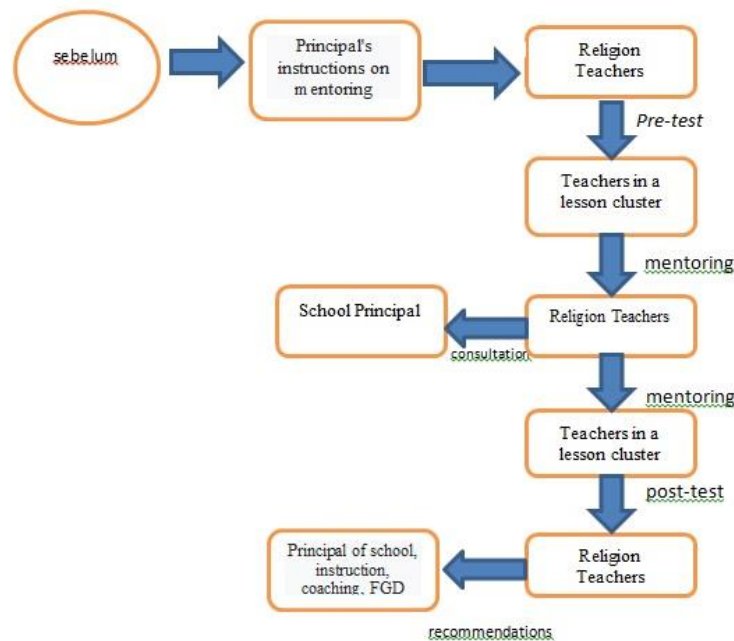 sebelum
Principal's
instructions on
mentoring
Religion
Teachers
Pre-test
Teachers in a
lesson cluster
mentoring
School Principal
Religion Teachers
consultation
mentoring
Teachers in a
lesson cluster
post-test
Principal of school,
instruction,
coaching, FGD
Religion
Teachers
recommendations